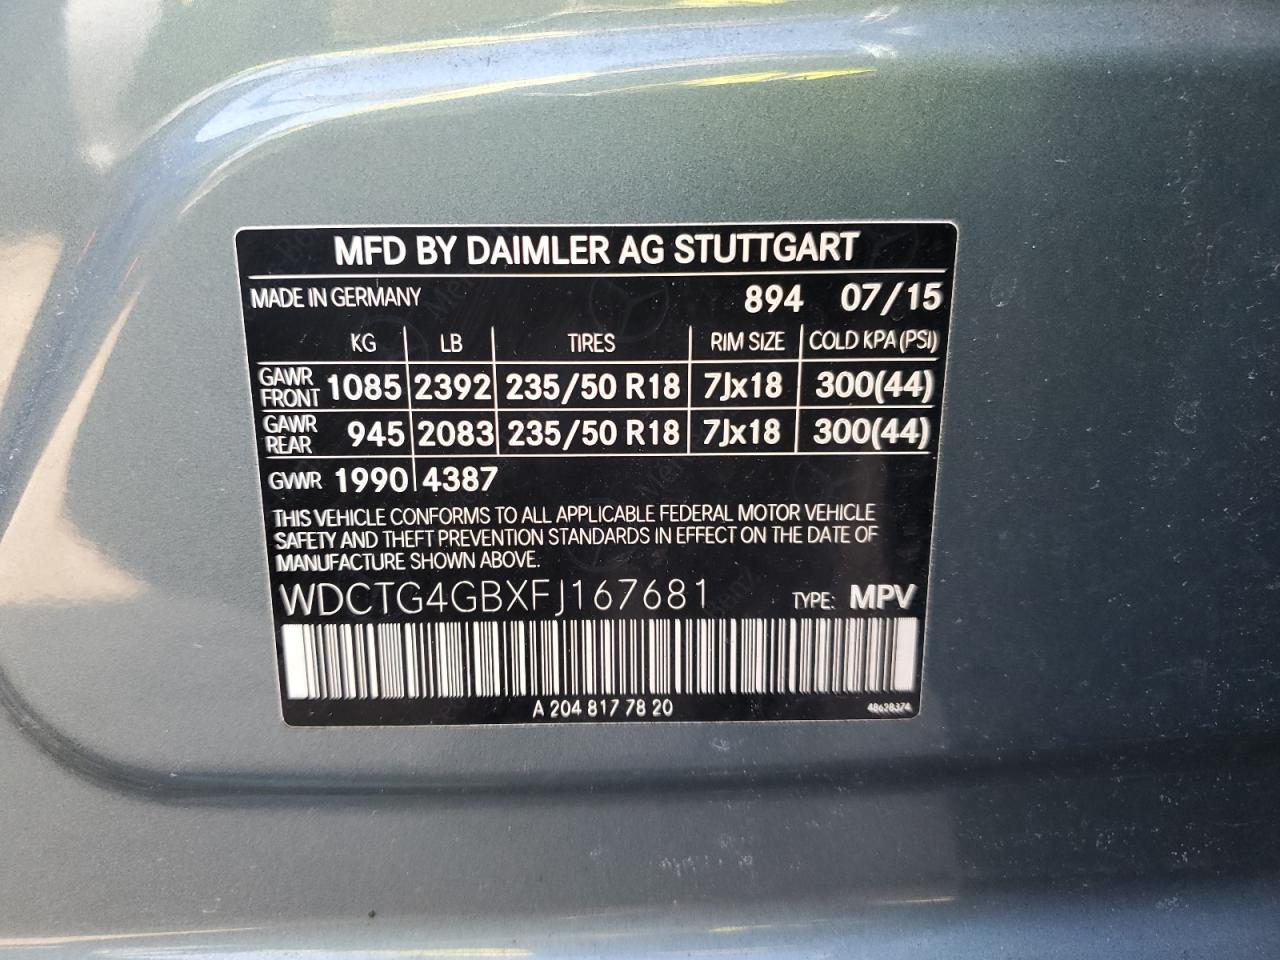 MFD BY DAIMLER AG STUTTGART
MADE IN GERMANY 894 07/15
KG LB TIRES RIM SIZE COLD KPA (PSI)
GAWR FRONT 1085 2392 235/50 R18 7Jx18 300(44)
GAWR REAR 945 2083 235/50 R18 7Jx18 300(44)
GVWR 1990 4387
THIS VEHICLE CONFORMS TO ALL APPLICABLE FEDERAL MOTOR VEHICLE
SAFETY AND THEFT PREVENTION STANDARDS IN EFFECT ON THE DATE OF
MANUFACTURE SHOWN ABOVE.
WDCTG4GBXFJ167681 TYPE: MPV
A 204 817 78 20 48628374